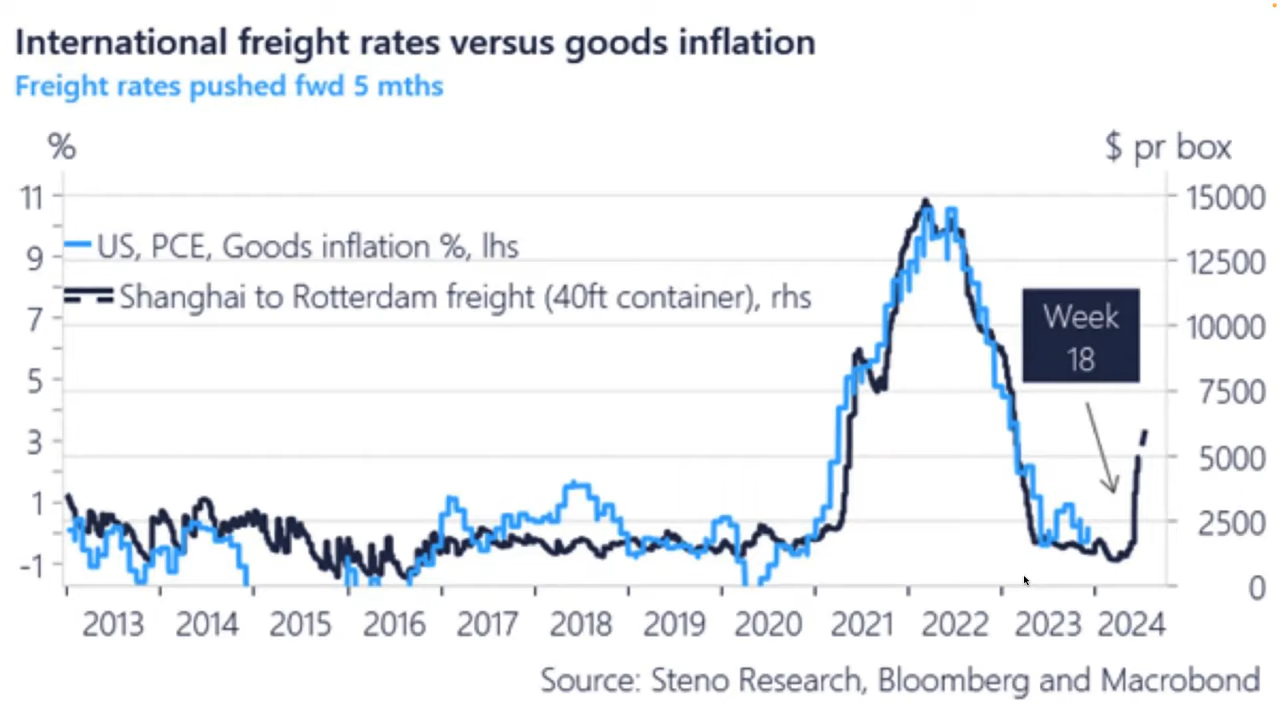 International freight rates versus goods inflation
Freight rates pushed fwd 5 mths
% $ pr box
US, PCE, Goods inflation %, lhs
Shanghai to Rotterdam freight (40ft container), rhs
Week
18
11
9
7
5
3
1
-1
15000
12500
10000
7500
5000
2500
0
2013 2014 2015 2016 2017 2018 2019 2020 2021 2022 2023 2024
Source: Steno Research, Bloomberg and Macrobond